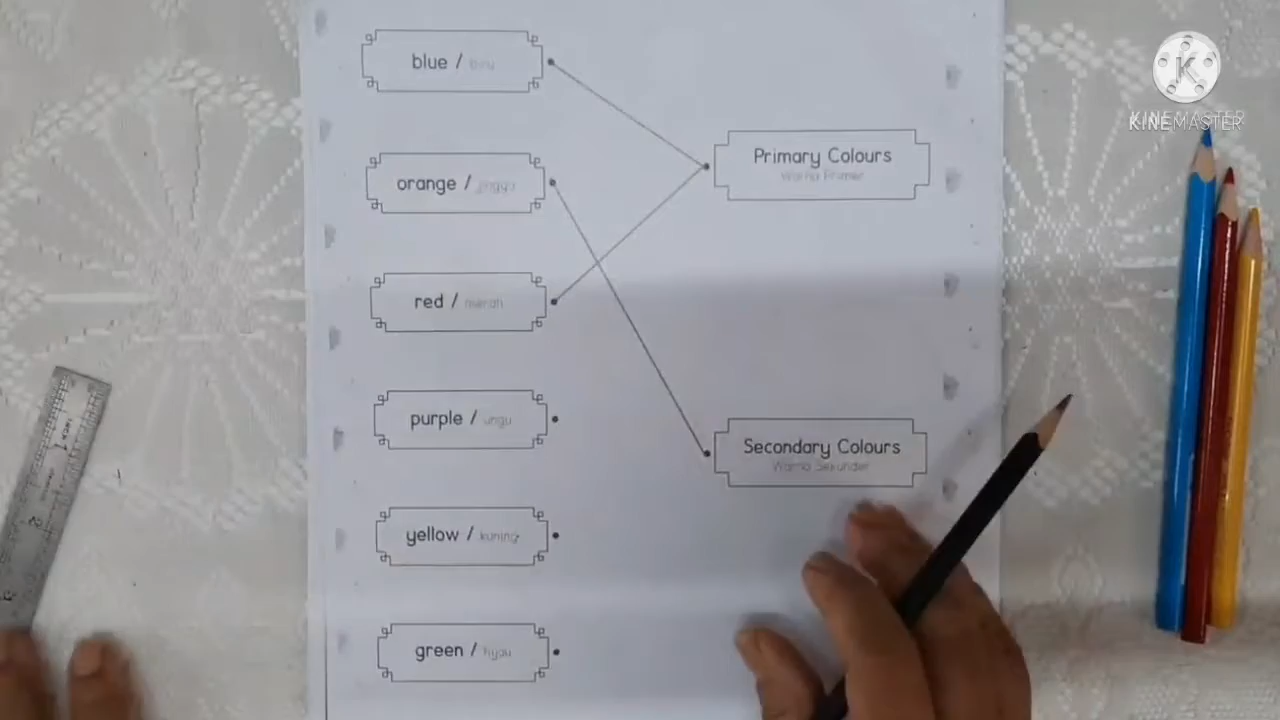 blue / biru
orange / jingga
red / merah
purple / ungu
yellow / kuning
green / hijau
Primary Colours
Warna Primer
Secondary Colours
Warna Sekunder
K
KINEMASTER